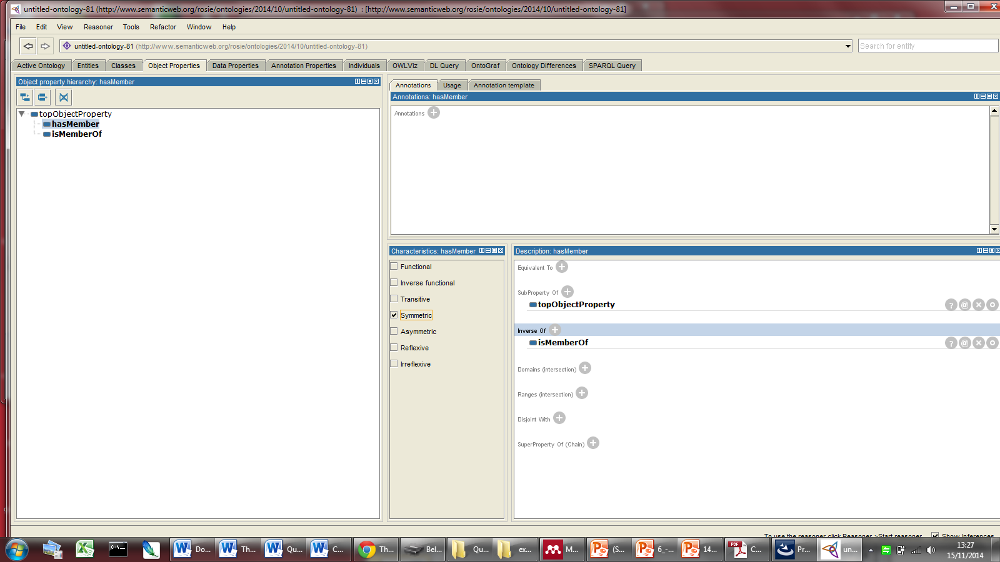 untitled-ontology-81 (http://www.semanticweb.org/rosie/ontologies/2014/10/untitled-ontology-81) : [http://www.semanticweb.org/rosie/ontologies/2014/10/untitled-ontology-81]
File Edit View Reasoner Tools Refactor Window Help
untitled-ontology-81 (http://www.semanticweb.org/rosie/ontologies/2014/10/untitled-ontology-81)
Search for entity
Active Ontology Entities Classes Object Properties Data Properties Annotation Properties Individuals OWLViz DL Query OntoGraf Ontology Differences SPARQL Query
Object property hierarchy: hasMember
topObjectProperty
hasMember
isMemberOf
Annotations Usage Annotation template
Annotations: hasMember
Annotations
Characteristics: hasMember
Functional
Inverse functional
Transitive
Symmetric
Asymmetric
Reflexive
Irreflexive
Description: hasMember
Equivalent To
SubProperty Of
topObjectProperty
Inverse Of
isMemberOf
Domains (intersection)
Ranges (intersection)
Disjoint With
SuperProperty Of (Chain)
To use the reasoner click Reasoner->Start reasoner Show Inferences
Do... Th... Qu... C... Th... Bel... Qu... ex... M... (S... 6_-... 14... C... Pr... un...
13:27
15/11/2014